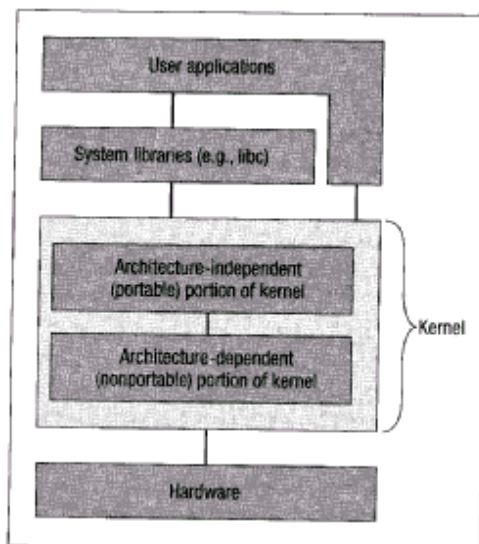 User applications
System libraries (e.g., libc)
Architecture-independent
(portable) portion of kernel
Kernel
Architecture-dependent
(nonportable) portion of kernel
Hardware